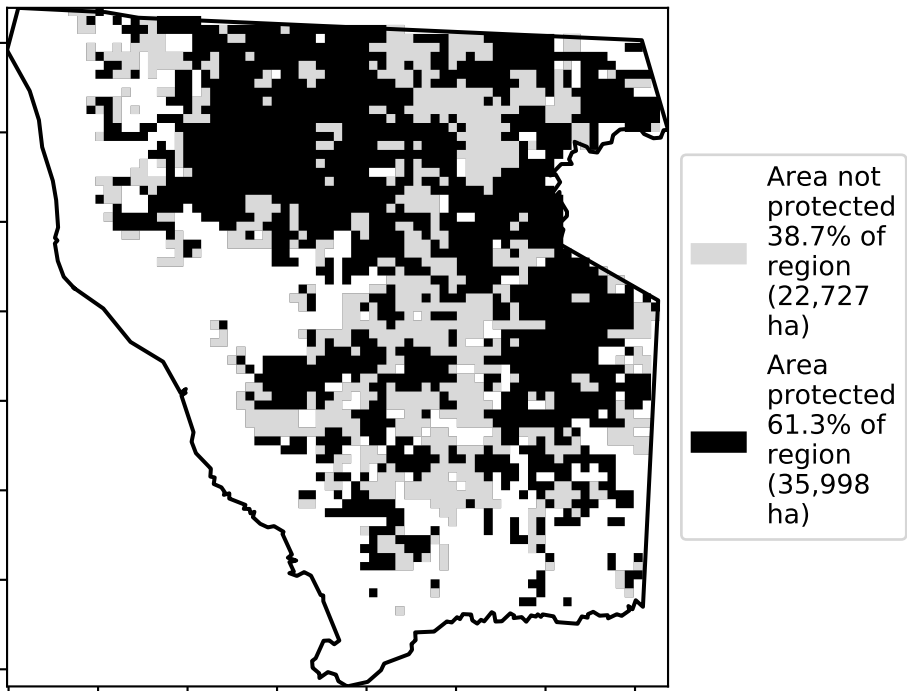 Area not
protected
38.7% of
region
(22,727
ha)
Area
protected
61.3% of
region
(35,998
ha)